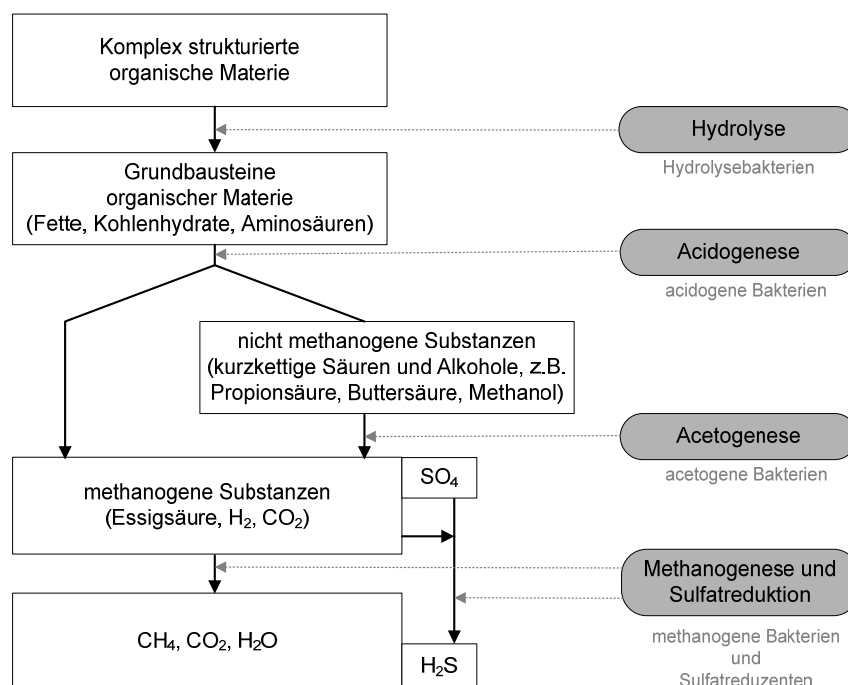 Komplex strukturierte
organische Materie
Hydrolyse
Hydrolysebakterien
Grundbausteine
organischer Materie
(Fette, Kohlenhydrate, Aminosäuren)
Acidogenese
acidogene Bakterien
nicht methanogene Substanzen
(kurzkettige Säuren und Alkohole, z.B.
Propionsäure, Buttersäure, Methanol)
Acetogenese
acetogene Bakterien
methanogene Substanzen
(Essigsäure, H₂, CO₂)
SO₄
Methanogenese und
Sulfatreduktion
methanogene Bakterien
und
Sulfatreduzenten
CH₄, CO₂, H₂O
H₂S